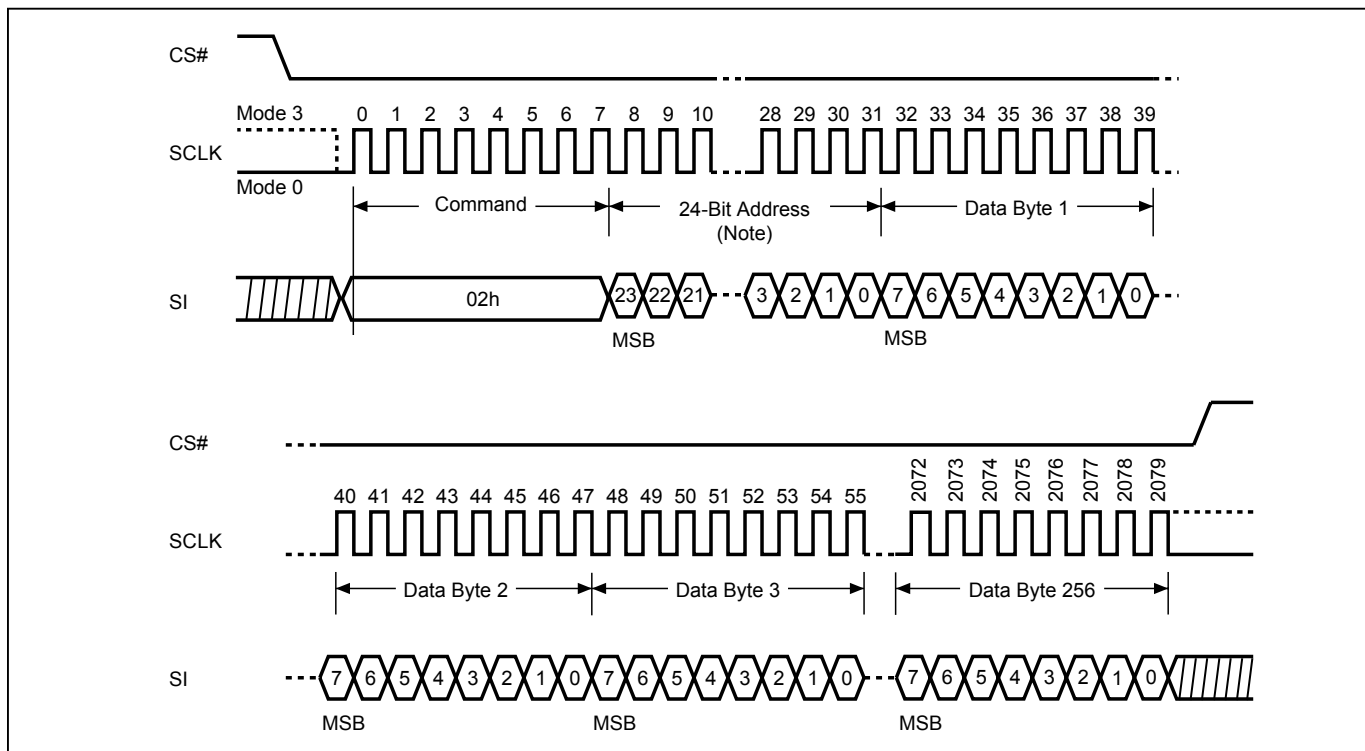 CS#
Mode 3
0 1 2 3 4 5 6 7 8 9 10 28 29 30 31 32 33 34 35 36 37 38 39
SCLK
Mode 0
Command 24-Bit Address Data Byte 1
(Note)
SI 02h 23 22 21 3 2 1 0 7 6 5 4 3 2 1 0
MSB MSB
CS#
40 41 42 43 44 45 46 47 48 49 50 51 52 53 54 55 2072 2073 2074 2075 2076 2077 2078 2079
SCLK
Data Byte 2 Data Byte 3 Data Byte 256
SI 7 6 5 4 3 2 1 0 7 6 5 4 3 2 1 0 7 6 5 4 3 2 1 0
MSB MSB MSB